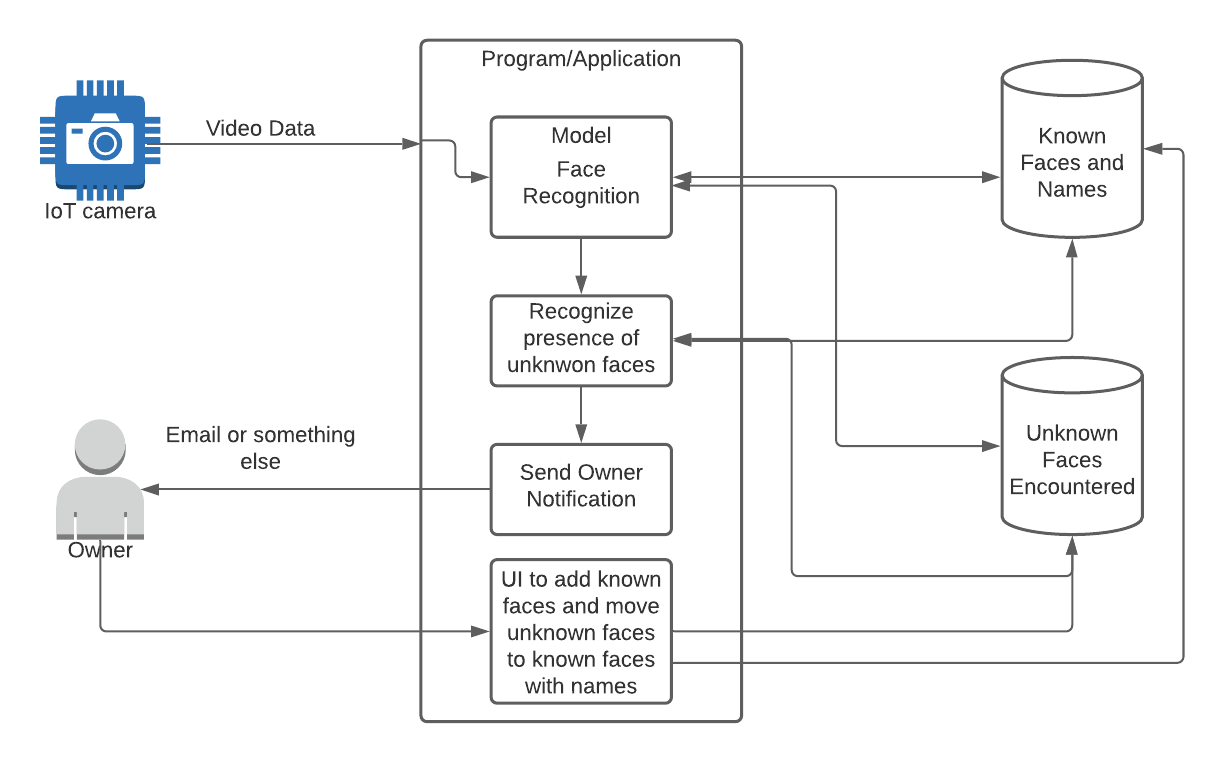 Program/Application
Video Data
IoT camera
Model
Face
Recognition
Known
Faces and
Names
Recognize
presence of
unknwon faces
Email or something
else
Owner
Send Owner
Notification
Unknown
Faces
Encountered
UI to add known
faces and move
unknown faces
to known faces
with names